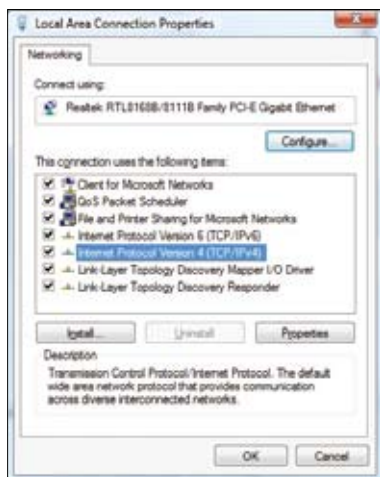 Local Area Connection Properties
Networking
Connect using:
Realtek RTL8168B/8111B Family PCI-E Gigabit Ethernet
Configure...
This connection uses the following items:
Client for Microsoft Networks
QoS Packet Scheduler
File and Printer Sharing for Microsoft Networks
Internet Protocol Version 6 (TCP/IPv6)
Internet Protocol Version 4 (TCP/IPv4)
Link-Layer Topology Discovery Mapper I/O Driver
Link-Layer Topology Discovery Responder
Install...
Uninstall
Properties
Description
Transmission Control Protocol/Internet Protocol. The default
wide area network protocol that provides communication
across diverse interconnected networks.
OK
Cancel